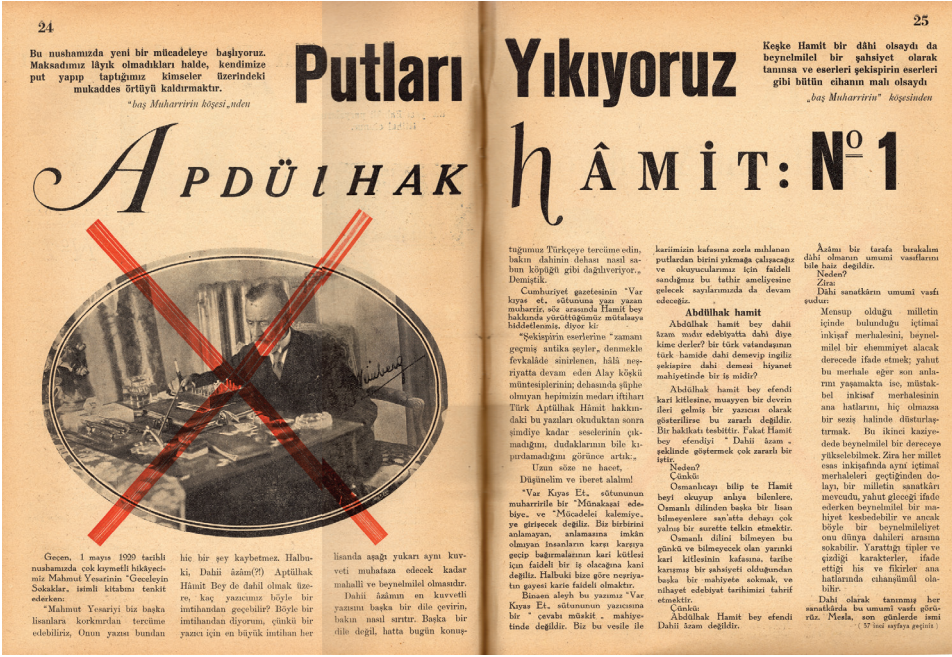 24
Bu nushamızda yeni bir mücadeleye başlıyoruz.
Maksadımız lâyık olmadıkları halde, kendimize
put yapıp taptığımız kimseler üzerindeki
mukaddes örtüyü kaldırmaktır.
"baş Muharririn köşesi„nden
Putları Yıkıyoruz
25
Keşke Hamit bir dâhi olsaydı da
beynelmilel bir şahsiyet olarak
tanınsa ve eserleri şekispirin eserleri
gibi bütün cihanın malı olsaydı
„baş Muharririn" köşesinden
APDÜlHAK hÂMİT: Nº 1
Geçen, 1 mayıs 1929 tarihli
nushamızda çok kıymetli hikâyeci-
miz Mahmut Yesarinin "Geceleyin
Sokaklar„ isimli kitabını tenkit
ederken:
"Mahmut Yesariyi biz başka
lisanlara korkmırdan tercüme
edebiliriz, Onun yazısı bundan
hiç bir şey kaybetmez. Halbu-
ki, Dahii âzâm(?!) Aptülhak
Hâmit Bey de dahil olmak üze-
re, kaç yazıcımız böyle bir
imtihandan geçebilir? Böyle bir
imtihandan diyorum, çünkü bir
yazıcı için en büyük imtihan her
lisanda aşağı yukarı aynı kuv-
veti muhafaza edecek kadar
mahalli ve beynelmilel olmasıdır.
Dahii âzamın en kuvvetli
yazısını başka bir dile çevirin,
bakın nasıl sırıtır. Başka bir
dile değil, hatta bugün konuş-
tuğumuz Türkçeye tercüme edin,
bakın dahinin dehası nasıl sa-
bun köpüğü gibi dağılıveriyor.„
Demiştik.
Cumhuriyet gazetesinin "Var
kıyas et„ sütununa yazı yazan
muharrir, söz arasında Hamit bey
hakkında yürüttüğümüz mütalaaya
hiddetlenmiş, diyor ki:
"Şekispirin eserlerine "zamanı
geçmiş antika şeyler„ denmekle
fevkalâde sinirlenen, hâlâ neş-
riyatta devam eden Alay köşkü
müntesiplerinin; dehasında şüphe
olmıyan hepimizin medarı iftiharı
Türk Aptülhak Hâmit hakkın-
daki bu yazıları okuduktan sonra
şimdiye kadar seselerinin çık-
madığını, dudaklarının bile kı-
pırdamadığını görünce artık:„
Uzun söze ne hacet,
Düşünelim ve iberet alalım!
"Var Kıyas Et„ sütununun
muharririle bir "Münakaşai ede-
biye„ ve "Mücadelei kalemiye„
ye girişecek değiliz. Biz birbirini
anlamayan, anlamasına imkân
olmıyan insanların karşı karşıya
geçip bağırmalarının kari kütlesi
için faideli bir iş olacağına kani
değiliz. Halbuki bize göre neşriya-
tın gayesi karie faideli olmaktır.
Binaen aleyh bu yazımız "Var
Kıyas Et„ sütununun yazıcısına
bir " çevabı müskit „ mahiye-
tinde değildir. Biz bu vesile ile
kariimizin kafasına zorla mıhlanan
putlardan birini yıkmağa çalışacağız
ve okuyucularımız için faideli
sandığımız bu tathir ameliyesine
gelecek sayılarımızda da devam
edeceğiz.
Abdülhak hamit
Abdülhak hamit bey dahii
âzam mıdır edebiyatta dahi diye
kime derler? bir türk vatandaşının
türk hamide dahi demevip ingiliz
şekispire dahi demesi hiyanet
mahiyetinde bir iş midir?
Abdülhak hamit bey efendi
kari kitlesine, muayyen bir devrin
ileri gelmiş bir yazıcısı olarak
gösterilirse bu zararlı değildir.
Bir hakikatı tesbittir. Fakat Hamit
bey efendiyi " Dahii âzam „
şeklinde göstermek çok zararlı bir
iştir.
Neden?
Çünkü:
Osmanlıcayı bilip te Hamit
beyi okuyup anlıya bilenlere,
Osmanlı dilinden başka bir lisan
bilmeyenlere san'atta dehayı çok
yalnış bir surette telkin etmektir.
Osmanlı dilini bilmeyen bu
günkü ve bilmeyecek olan yarınki
kari kitlesinin kafasına, tarihe
karışmış bir şahsiyeti olduğundan
başka bir mahiyete sokmak, ve
nihayet edebiyat tarihimizi tahrif
etmektir.
Çünkü:
Abdülhak Hamit bey efendi
Dahii âzam değildir.
Âzâmı bir tarafa bırakalım
dâhi olmanın umumi vasıflarını
bile haiz değildir.
Neden?
Zira:
Dâhi sanatkârın umumî vasfı
şudur:
Mensup olduğu milletin
içinde bulunduğu içtimaî
inkişaf merhalesini, beynel-
milel bir ehemmiyet alacak
derecede ifade etmek; yahut
bu merhale eğer son anla-
rını yaşamakta ise, müstak-
bel inkisaf merhalesinin
ana hatlarını, hiç olmazsa
bir seziş halinde düsturlaş-
tırmak. Bu ikinci kaziye-
dede beynelmilel bir dereceye
yükselebilmek. Zira her millet
esas inkişafında ayni içtimaî
merhaleleri geçtiğinden do-
layı, bir milletin sanatkârı
mevcudu, yahut gleceği ifade
ederken beynelmilel bir ma-
hiyet kesbedebilir ve ancak
böyle bir beynelmileliyet
onu dünya dahileri arasına
sokabilir. Yarattığı tipler ve
çizdiği karakterler, ifade
ettiği his ve fikirler ana
hatlarında cihanşümûl ola-
bilir.
Dahi olarak tanınmış her
sanatkârda bu umumî vasfı görü-
rüz. Mesla, son günlerde ismi
( 57 inci sayfaya geçiniz )